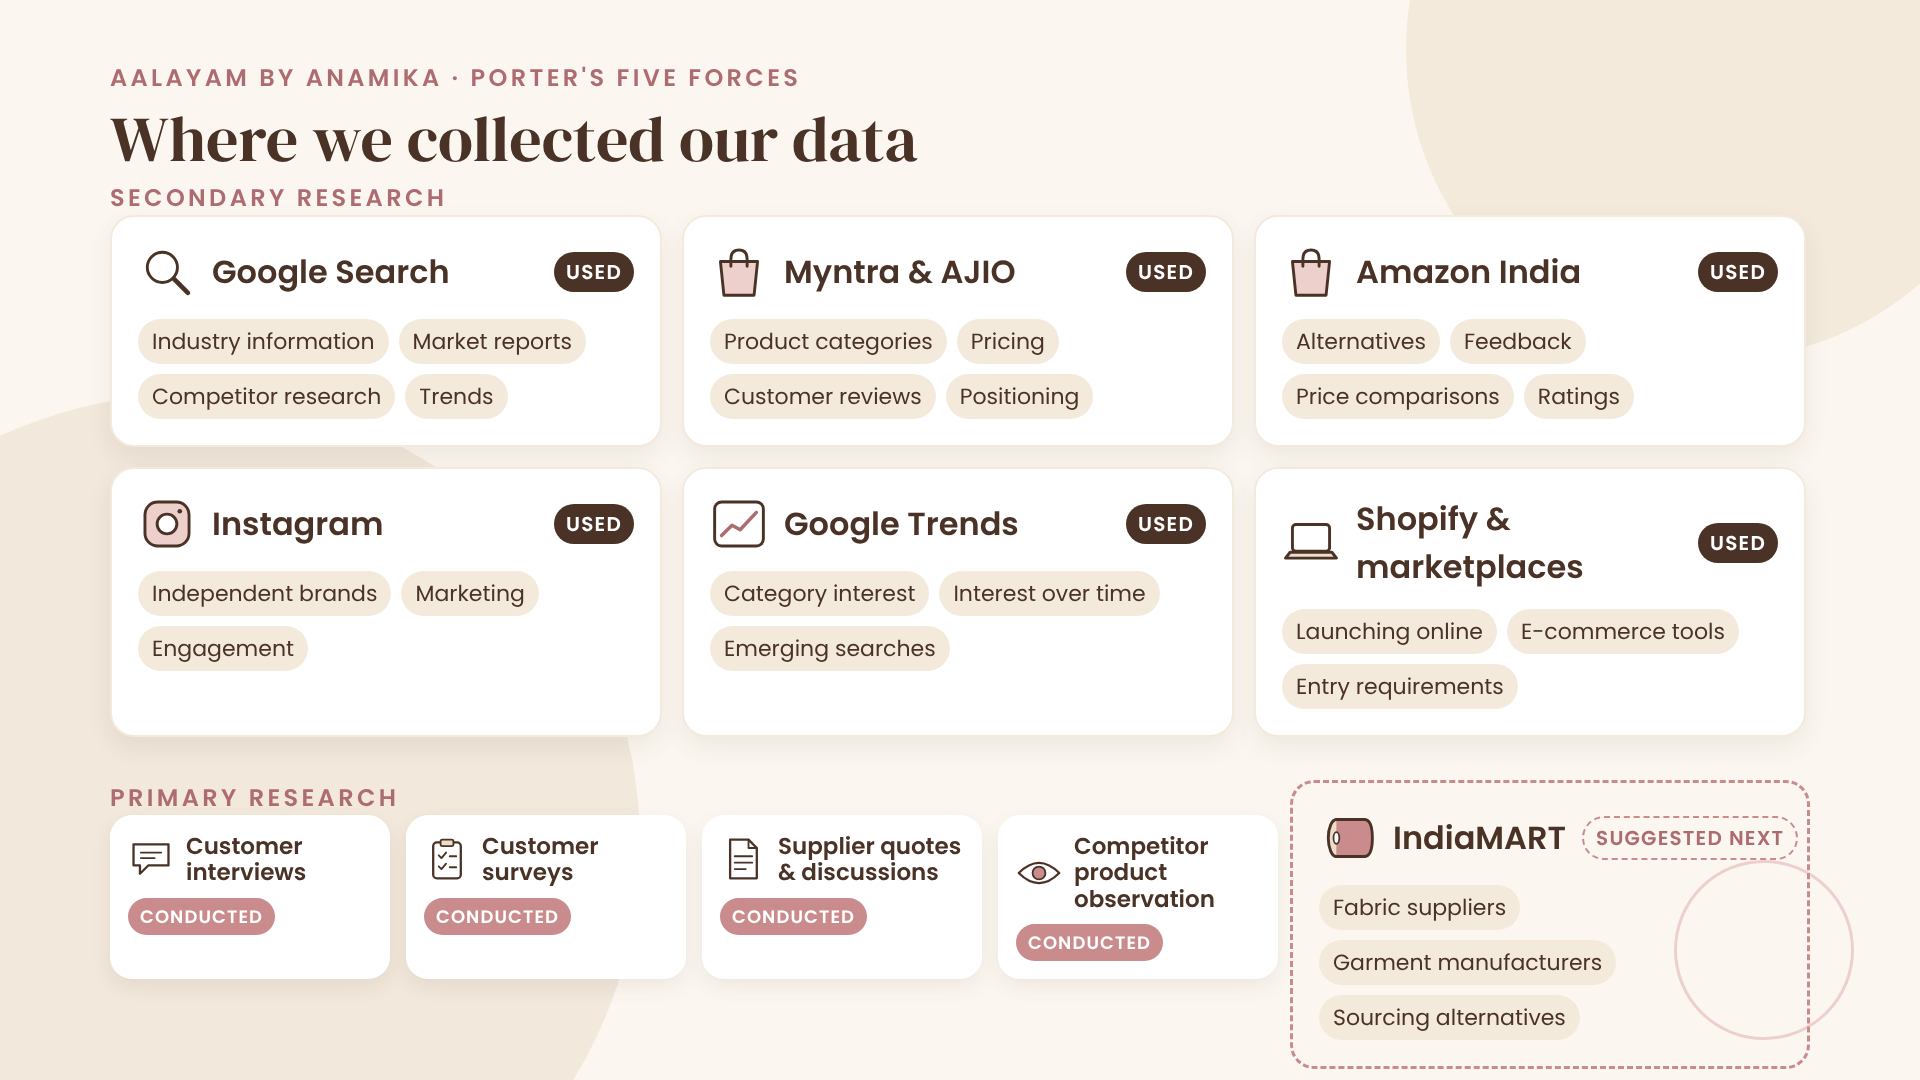 AALAYAM BY ANAMIKA · PORTER'S FIVE FORCES
Where we collected our data
SECONDARY RESEARCH
Google Search
USED
Industry information
Market reports
Competitor research
Trends
Myntra & AJIO
USED
Product categories
Pricing
Customer reviews
Positioning
Amazon India
USED
Alternatives
Feedback
Price comparisons
Ratings
Instagram
USED
Independent brands
Marketing
Engagement
Google Trends
USED
Category interest
Interest over time
Emerging searches
Shopify &
marketplaces
USED
Launching online
E-commerce tools
Entry requirements
PRIMARY RESEARCH
Customer
interviews
CONDUCTED
Customer
surveys
CONDUCTED
Supplier quotes
& discussions
CONDUCTED
Competitor
product
observation
CONDUCTED
IndiaMART
SUGGESTED NEXT
Fabric suppliers
Garment manufacturers
Sourcing alternatives